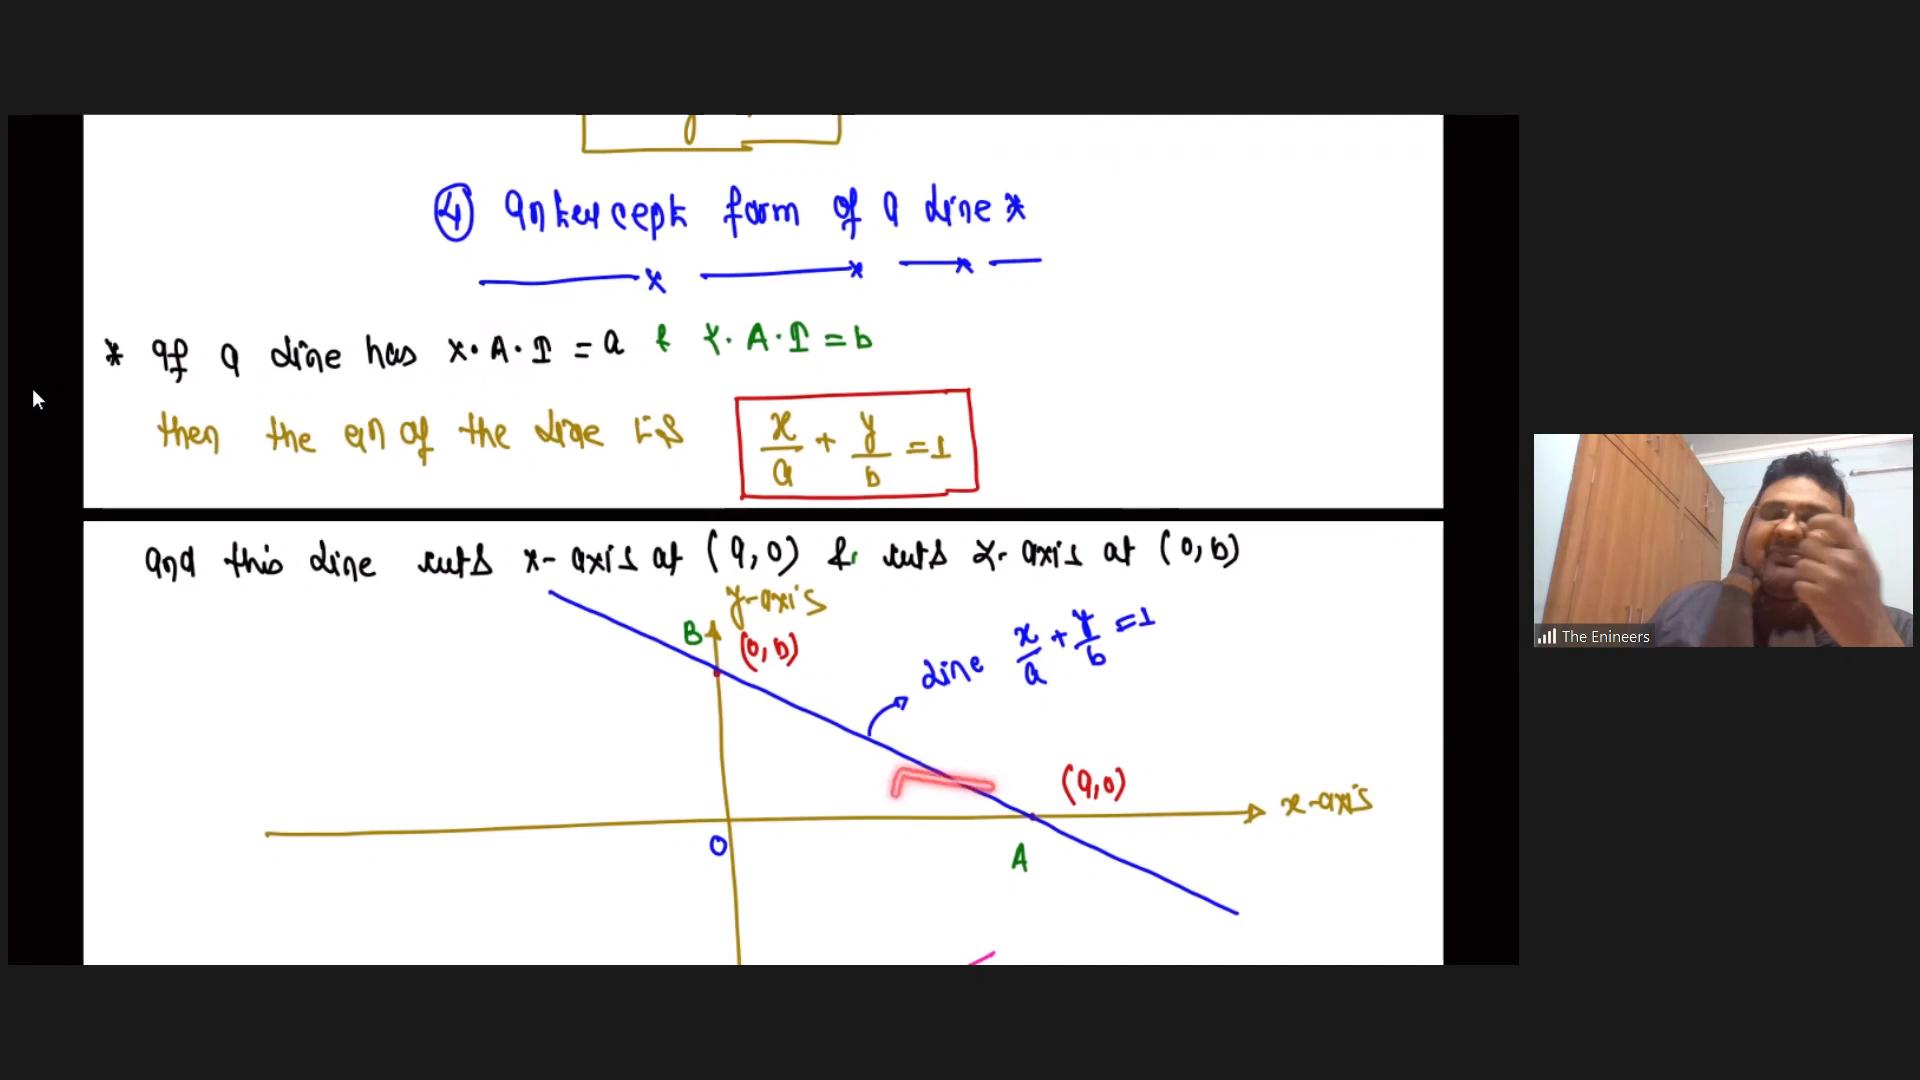 ④ Intercept form of a Line *
* If a Line has X.A.I = a & Y.A.I = b
then the eqn of the Line is x/a + y/b = 1
and this Line cuts x-axis at (a,0) & cuts Y-axis at (0,b)
y-axis
B
(0,b)
Line x/a + y/b = 1
(a,0)
x-axis
O
A
The Enineers